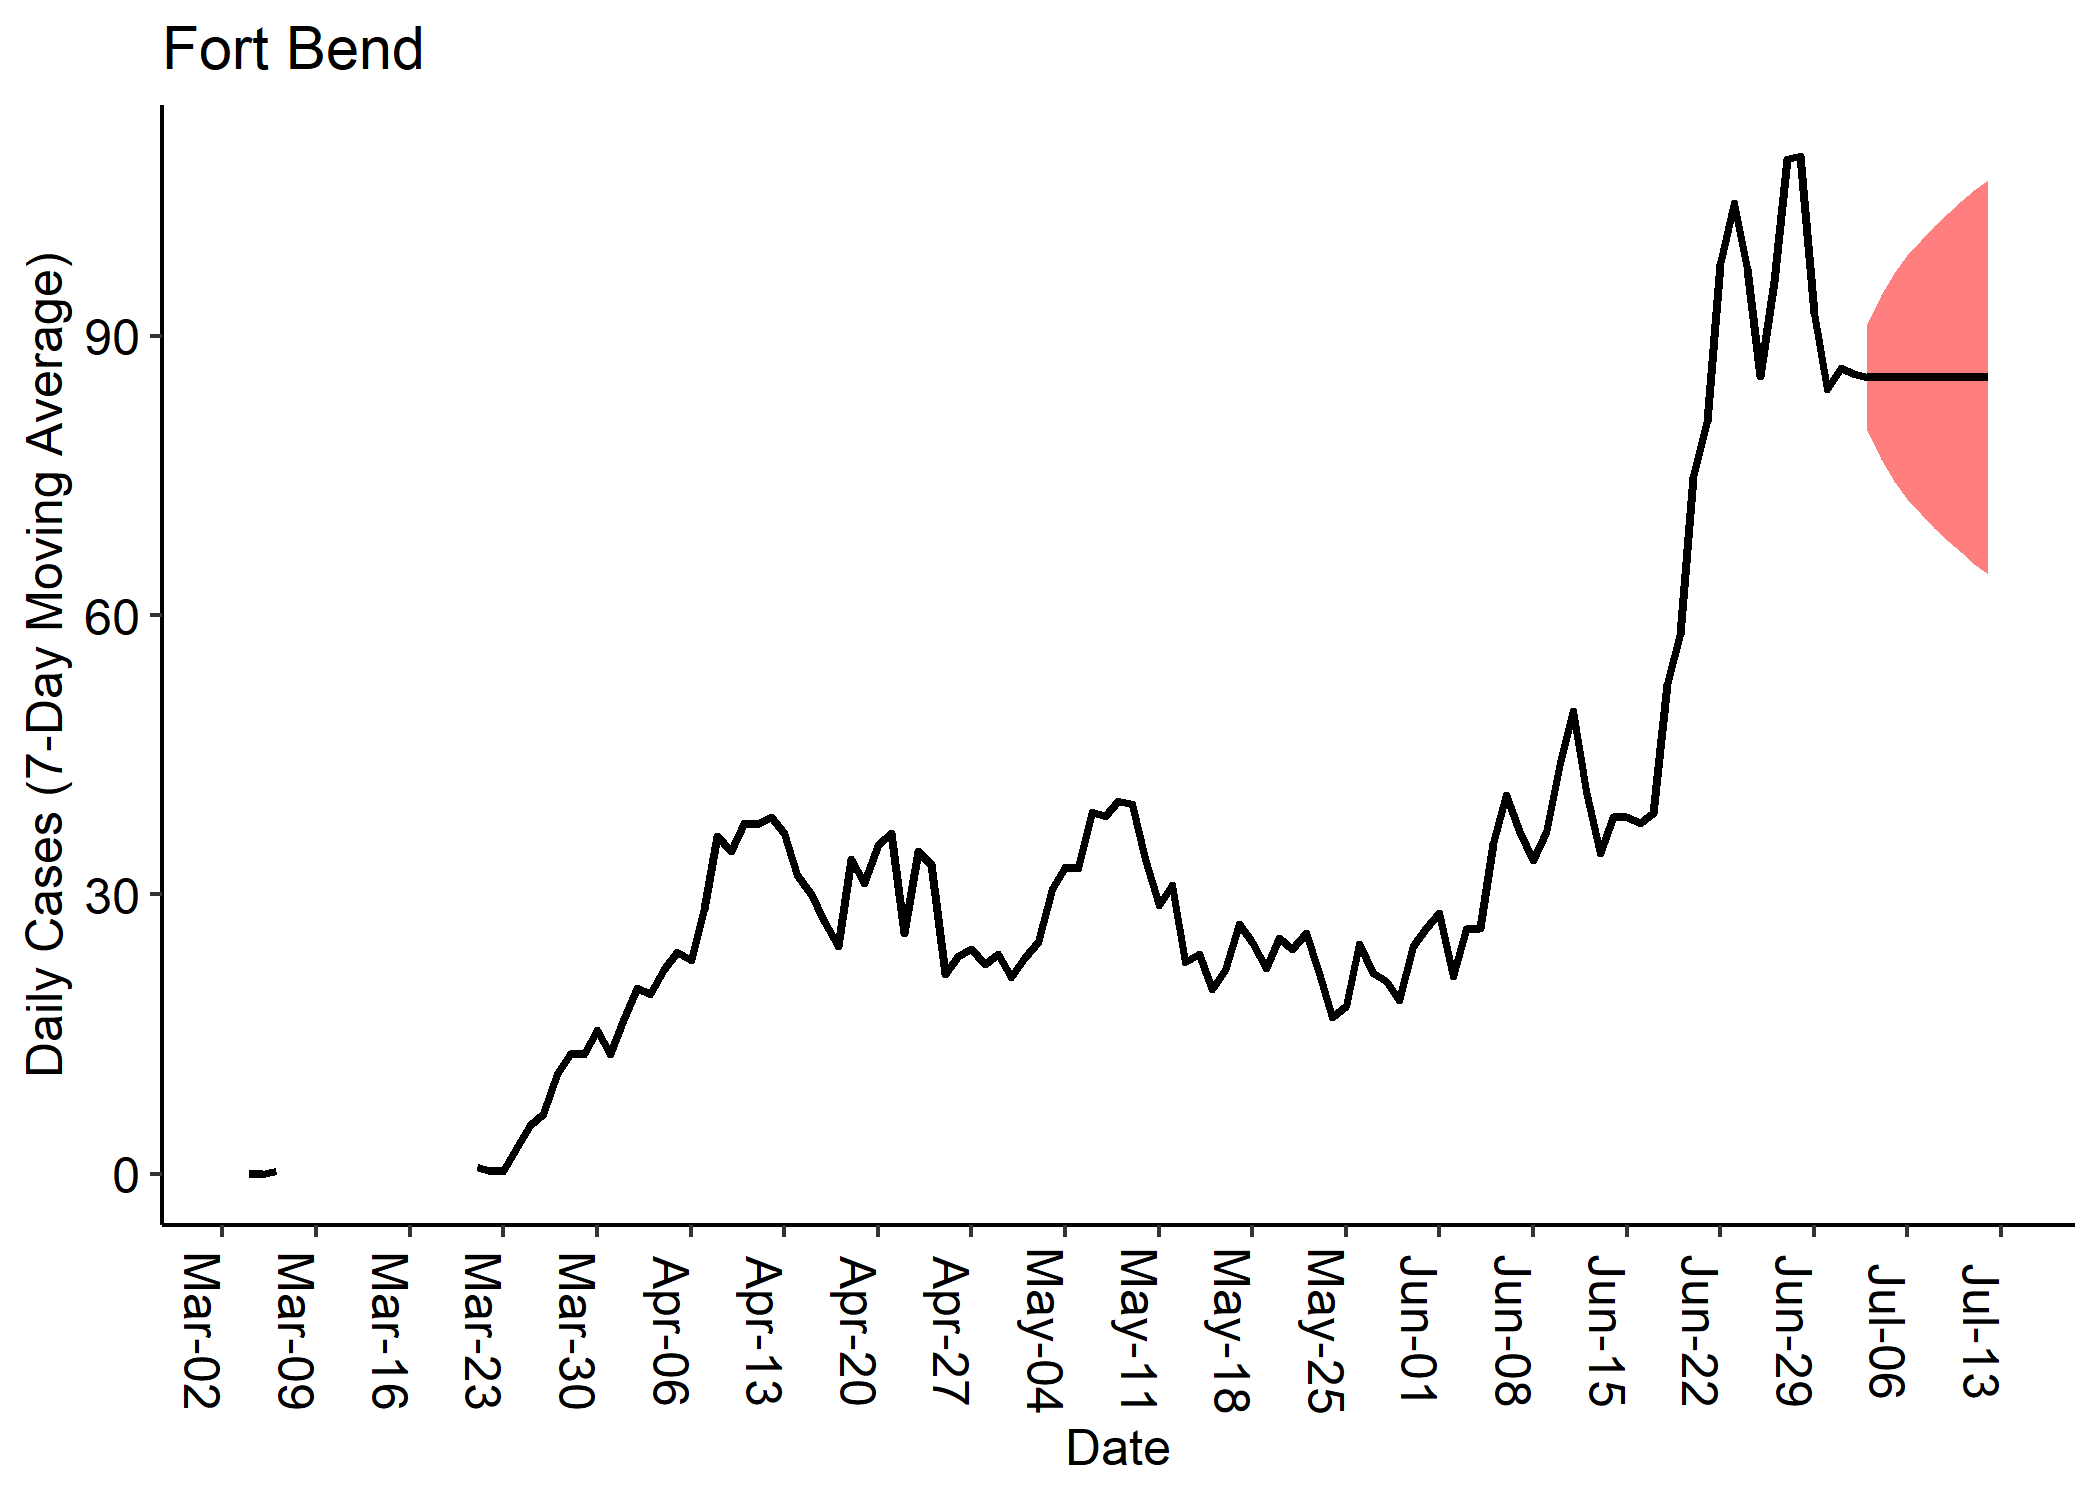 Fort Bend
Daily Cases (7-Day Moving Average)
90
60
30
0
Mar-02
Mar-09
Mar-16
Mar-23
Mar-30
Apr-06
Apr-13
Apr-20
Apr-27
May-04
May-11
May-18
May-25
Jun-01
Jun-08
Jun-15
Jun-22
Jun-29
Jul-06
Jul-13
Date